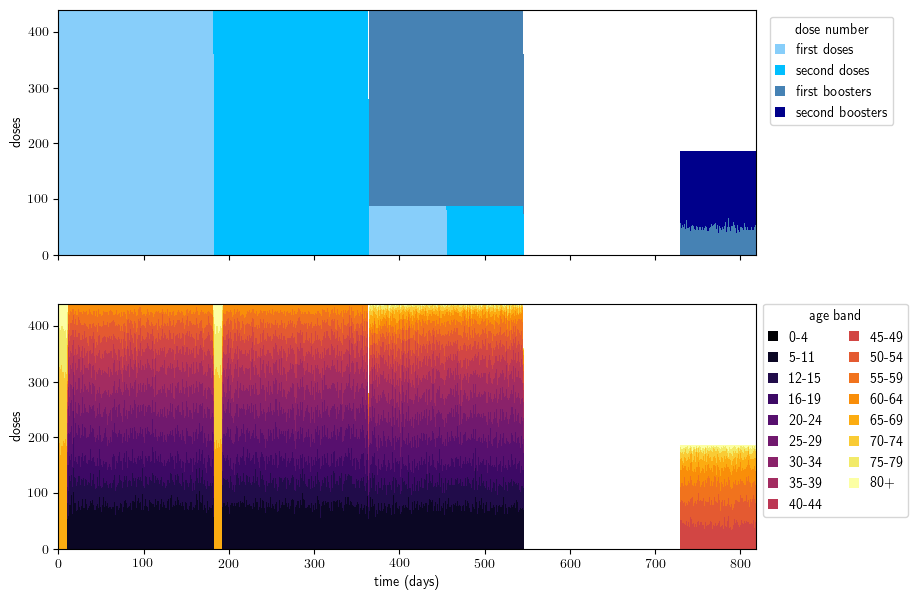 400
300
200
100
0
doses
dose number
first doses
second doses
first boosters
second boosters
400
300
200
100
0
doses
0 100 200 300 400 500 600 700 800
time (days)
age band
0-4 45-49
5-11 50-54
12-15 55-59
16-19 60-64
20-24 65-69
25-29 70-74
30-34 75-79
35-39 80+
40-44